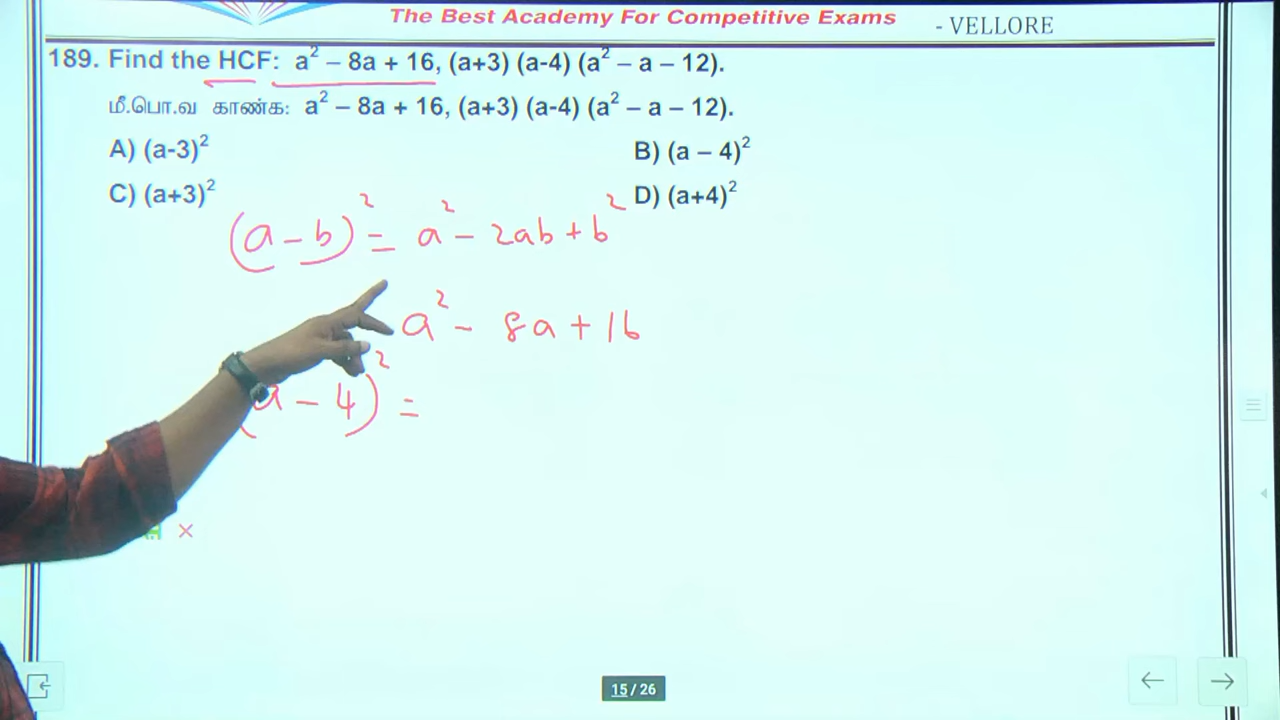 The Best Academy For Competitive Exams - VELLORE
189. Find the HCF: a² – 8a + 16, (a+3) (a-4) (a² – a – 12).
மீ.பொ.வ காண்க: a² – 8a + 16, (a+3) (a-4) (a² – a – 12).
A) (a-3)² B) (a – 4)²
C) (a+3)² D) (a+4)²
(a – b)² = a² – 2ab + b²
a² – 8a + 16
(a – 4)² =
15 / 26